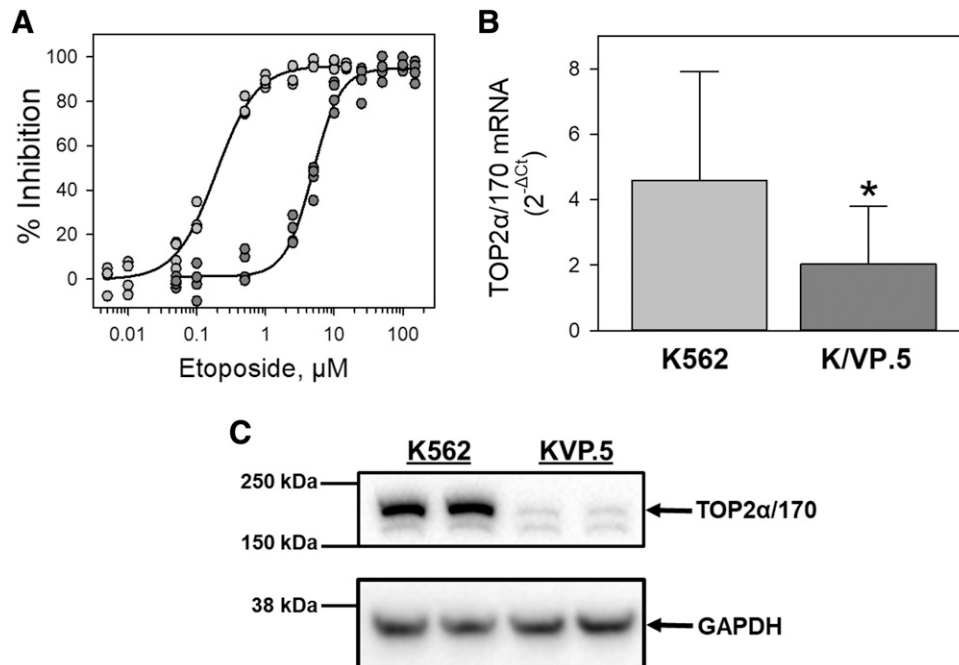 A
% Inhibition
100
80
60
40
20
0
0.01 0.1 1 10 100
Etoposide, µM
B
TOP2α/170 mRNA
(2^-ΔCt)
8
6
4
2
0
*
K562 K/VP.5
C
K562 KVP.5
250 kDa
TOP2α/170
150 kDa
38 kDa
GAPDH